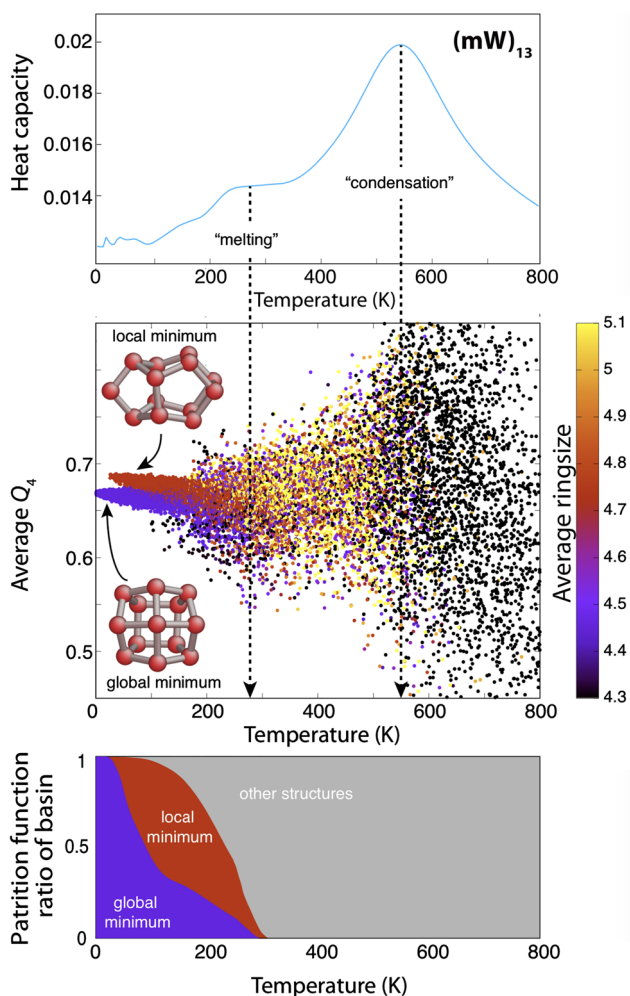 (mW)13
Heat capacity
0.02
0.018
0.016
0.014
"melting"
"condensation"
0
200
400
600
800
Temperature (K)
local minimum
global minimum
Average Q4
0.7
0.6
0.5
0
200
400
600
800
Temperature (K)
5.1
5
4.9
4.8
4.7
4.6
4.5
4.4
4.3
Average ringsize
Patrition function
ratio of basin
1
0.5
0
other structures
local
minimum
global
minimum
0
200
400
600
800
Temperature (K)